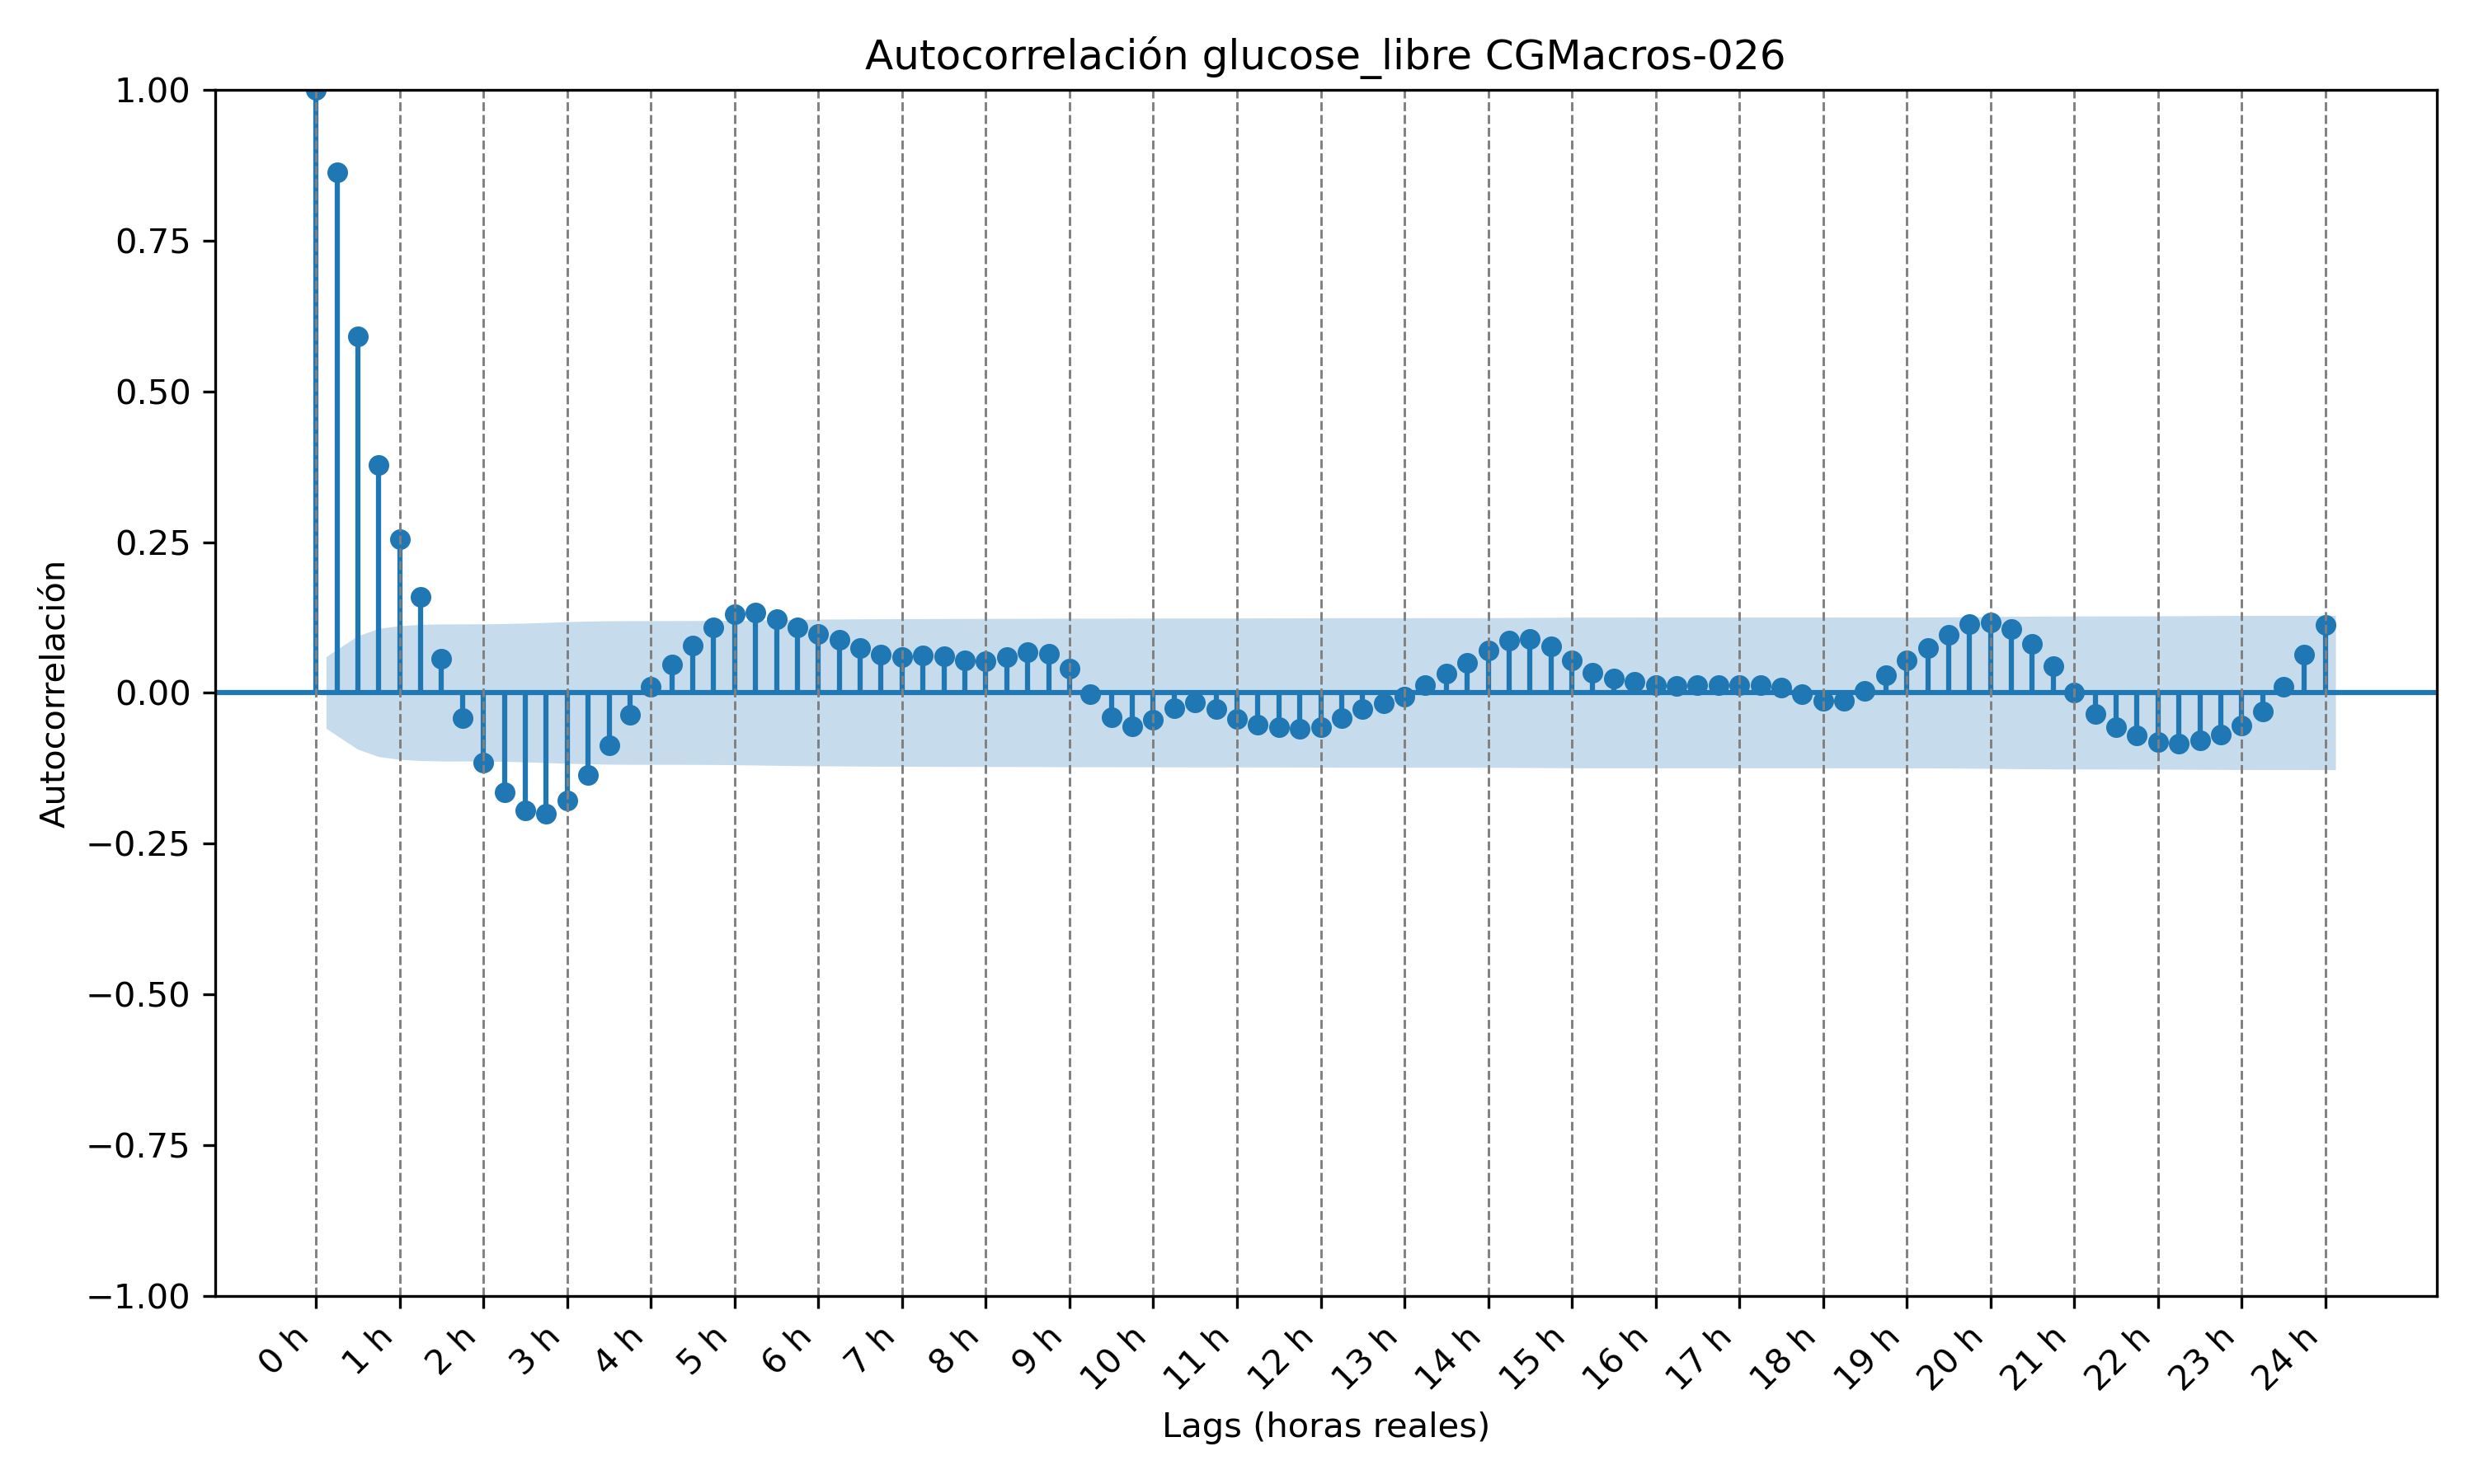 Autocorrelación glucose_libre CGMacros-026
1.00
0.75
0.50
0.25
0.00
−0.25
−0.50
−0.75
−1.00
Autocorrelación
0 h
1 h
2 h
3 h
4 h
5 h
6 h
7 h
8 h
9 h
10 h
11 h
12 h
13 h
14 h
15 h
16 h
17 h
18 h
19 h
20 h
21 h
22 h
23 h
24 h
Lags (horas reales)